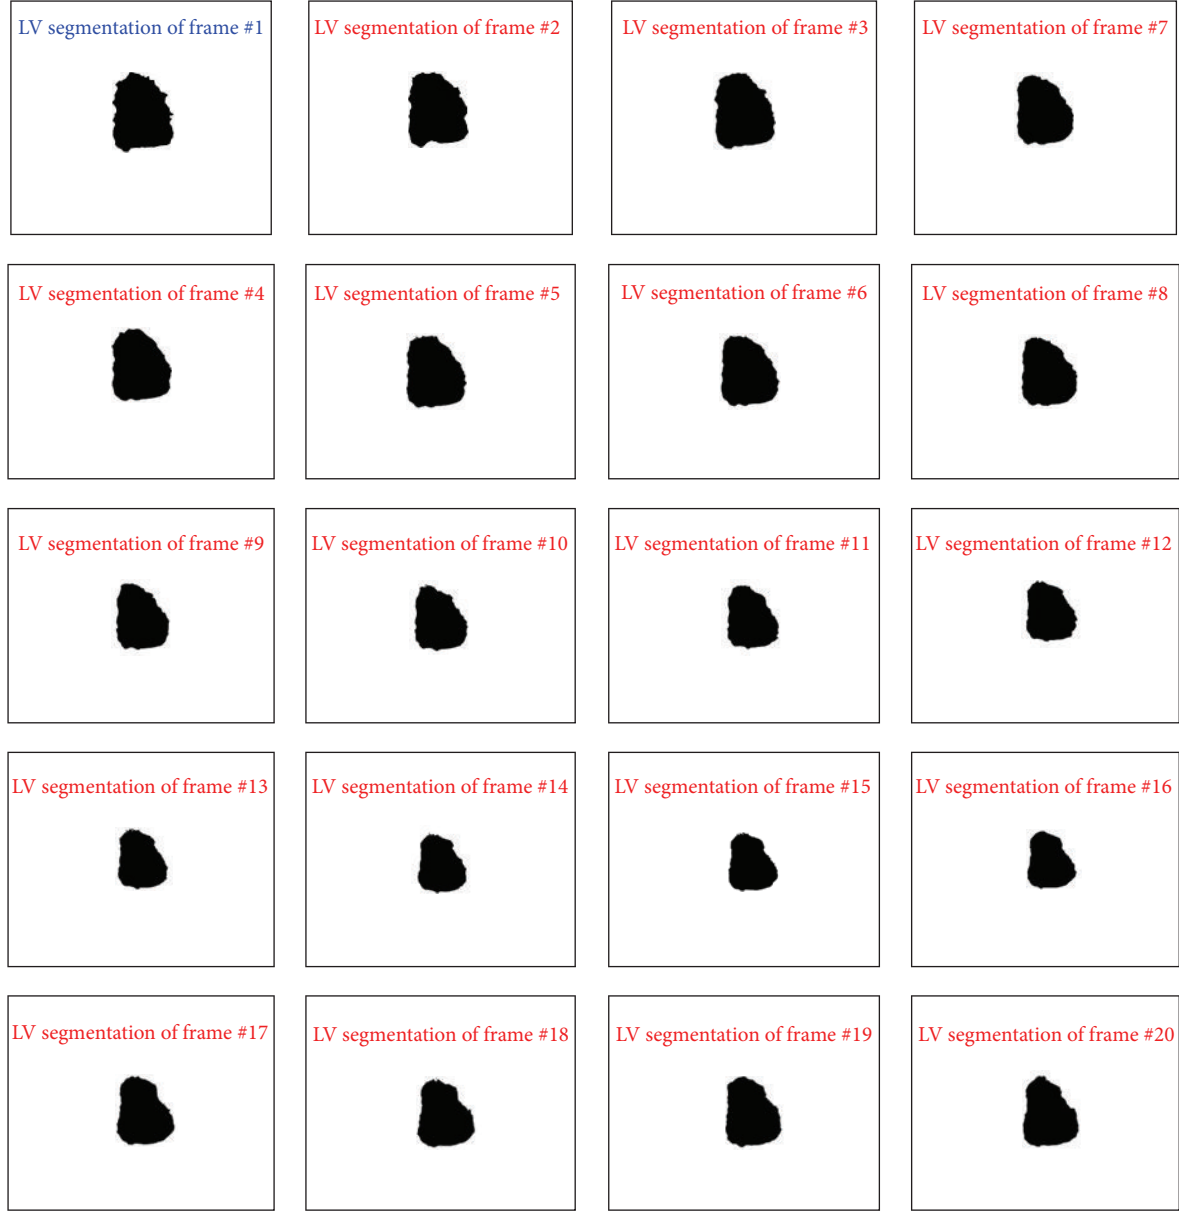 LV segmentation of frame #1
LV segmentation of frame #2
LV segmentation of frame #3
LV segmentation of frame #7
LV segmentation of frame #4
LV segmentation of frame #5
LV segmentation of frame #6
LV segmentation of frame #8
LV segmentation of frame #9
LV segmentation of frame #10
LV segmentation of frame #11
LV segmentation of frame #12
LV segmentation of frame #13
LV segmentation of frame #14
LV segmentation of frame #15
LV segmentation of frame #16
LV segmentation of frame #17
LV segmentation of frame #18
LV segmentation of frame #19
LV segmentation of frame #20